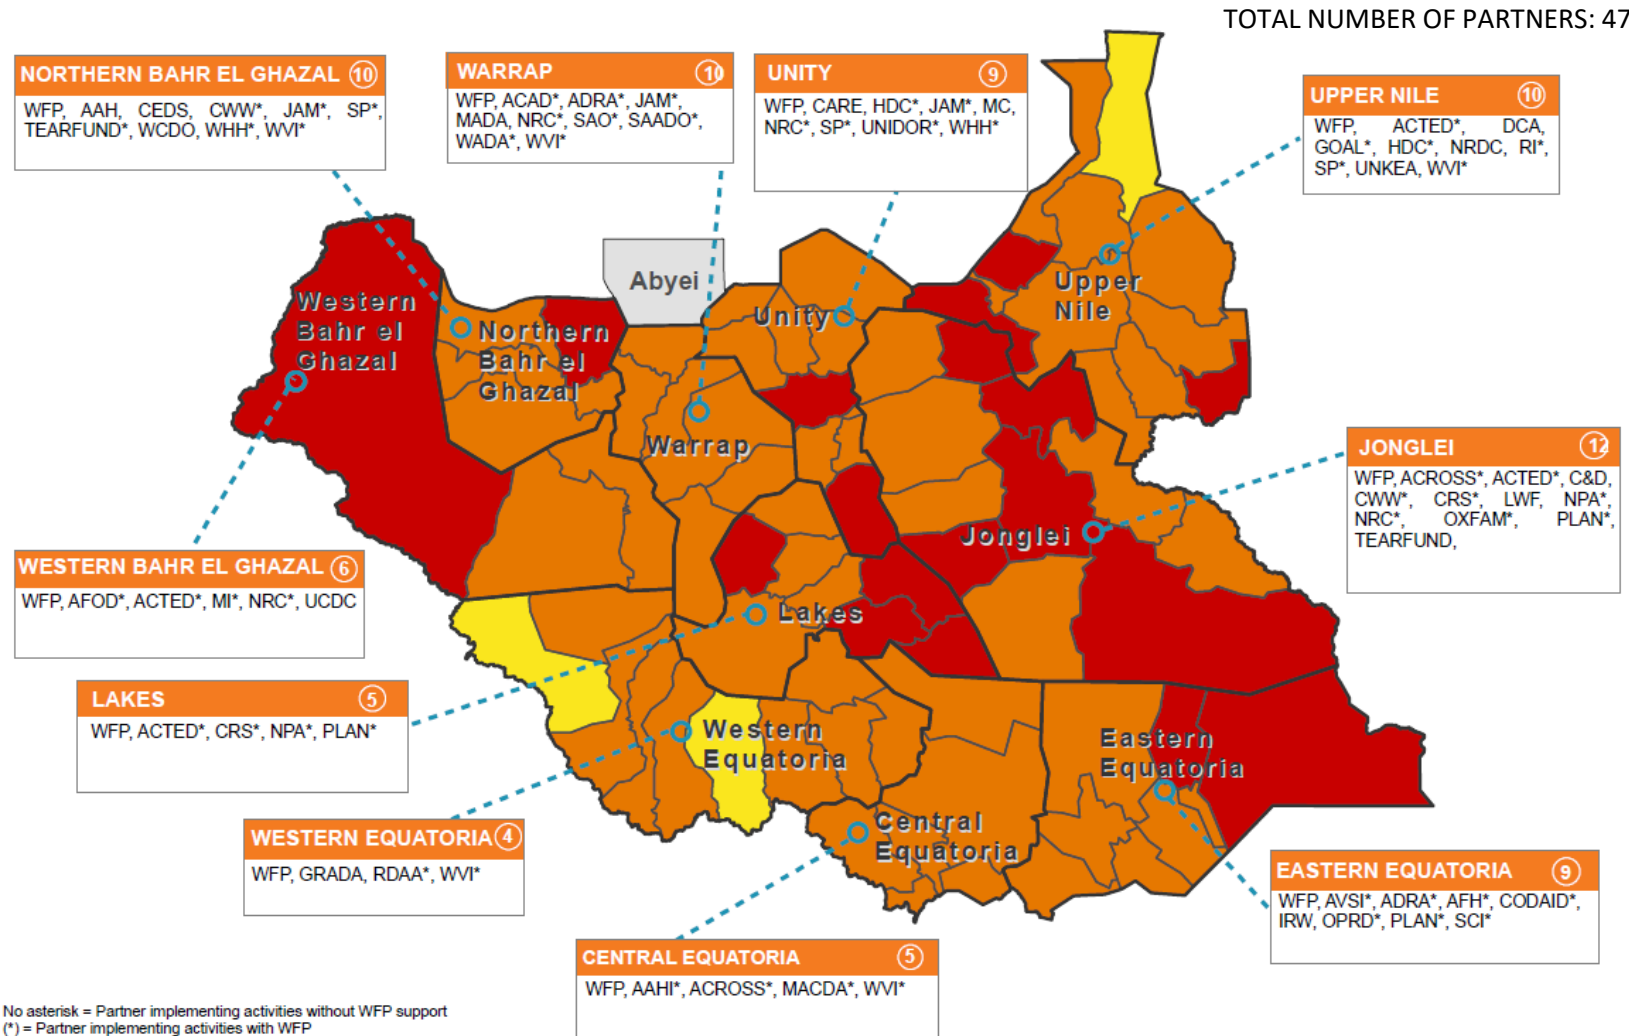 TOTAL NUMBER OF PARTNERS: 47
NORTHERN BAHR EL GHAZAL 10
WFP, AAH, CEDS, CWW*, JAM*, SP*,
TEARFUND*, WCDO, WHH*, WVI*
WARRAP 10
WFP, ACAD*, ADRA*, JAM*,
MADA, NRC*, SAO*, SAADO*,
WADA*, WVI*
UNITY 9
WFP, CARE, HDC*, JAM*, MC,
NRC*, SP*, UNIDOR*, WHH*
UPPER NILE 10
WFP, ACTED*, DCA,
GOAL*, HDC*, NRDC, RI*,
SP*, UNKEA, WVI*
Abyei
Western
Bahr el
Ghazal
Northern
Bahr el
Ghazal
Unity
Upper
Nile
Warrap
JONGLEI 12
WFP, ACROSS*, ACTED*, C&D,
CWW*, CRS*, LWF, NPA*,
NRC*, OXFAM*, PLAN*,
TEARFUND,
Jonglei
WESTERN BAHR EL GHAZAL 6
WFP, AFOD*, ACTED*, MI*, NRC*, UCDC
Lakes
LAKES 5
WFP, ACTED*, CRS*, NPA*, PLAN*
Western
Equatoria
Eastern
Equatoria
WESTERN EQUATORIA 4
WFP, GRADA, RDAA*, WVI*
Central
Equatoria
EASTERN EQUATORIA 9
WFP, AVSI*, ADRA*, AFH*, CODAID*,
IRW, OPRD*, PLAN*, SCI*
CENTRAL EQUATORIA 5
WFP, AAHI*, ACROSS*, MACDA*, WVI*
No asterisk = Partner implementing activities without WFP support
(*) = Partner implementing activities with WFP